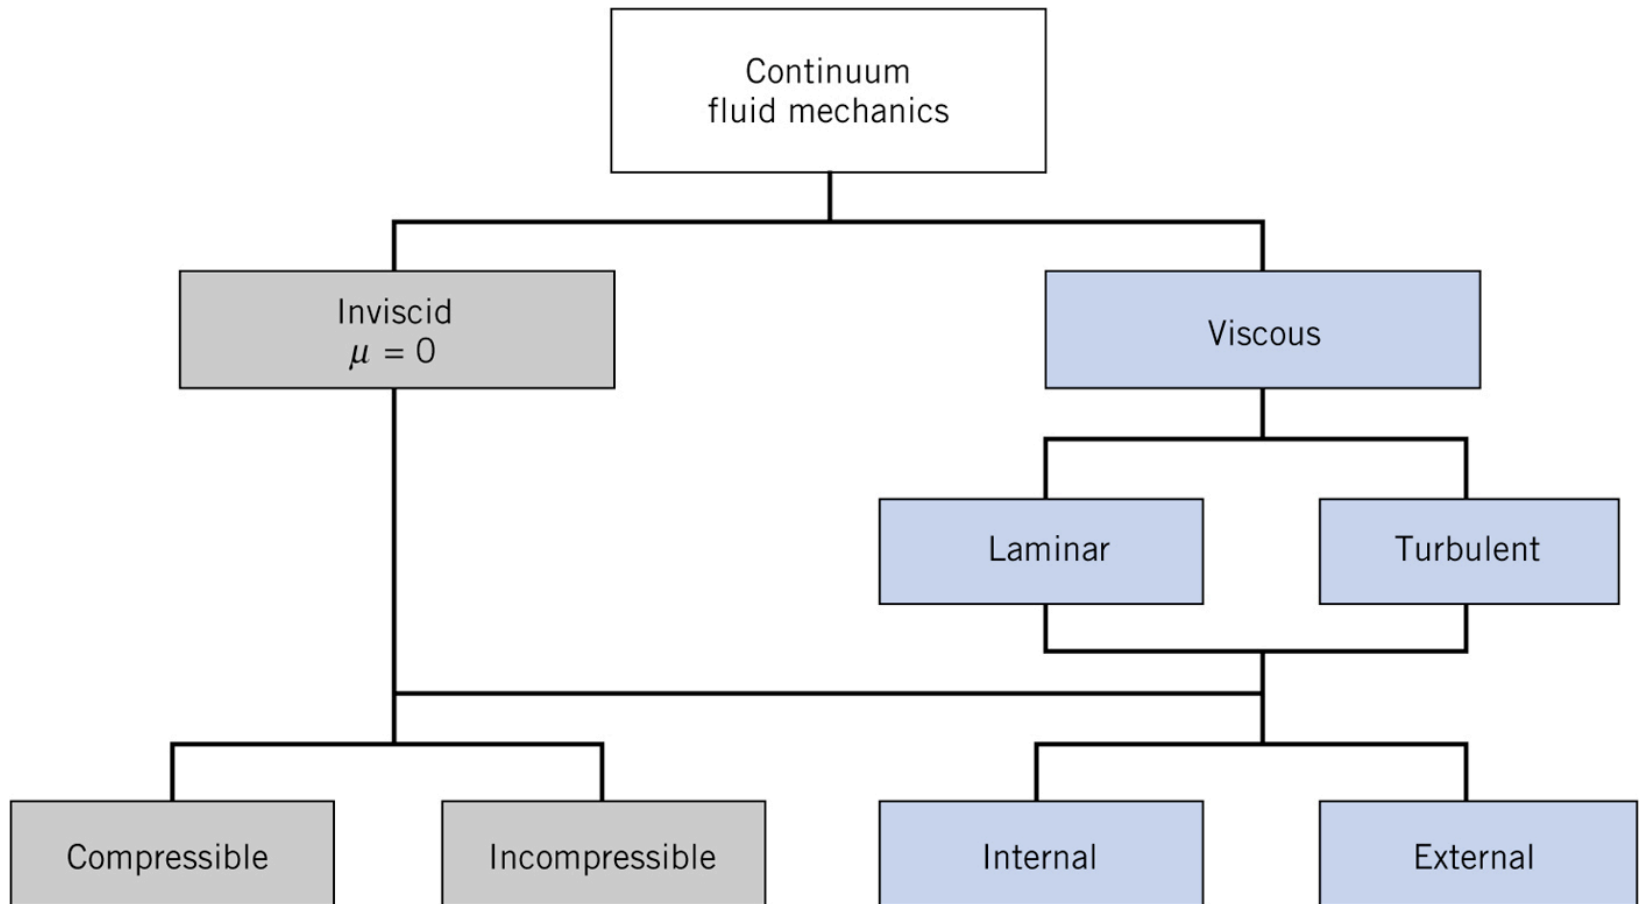 Continuum
fluid mechanics
Inviscid
μ = 0
Viscous
Laminar
Turbulent
Compressible
Incompressible
Internal
External